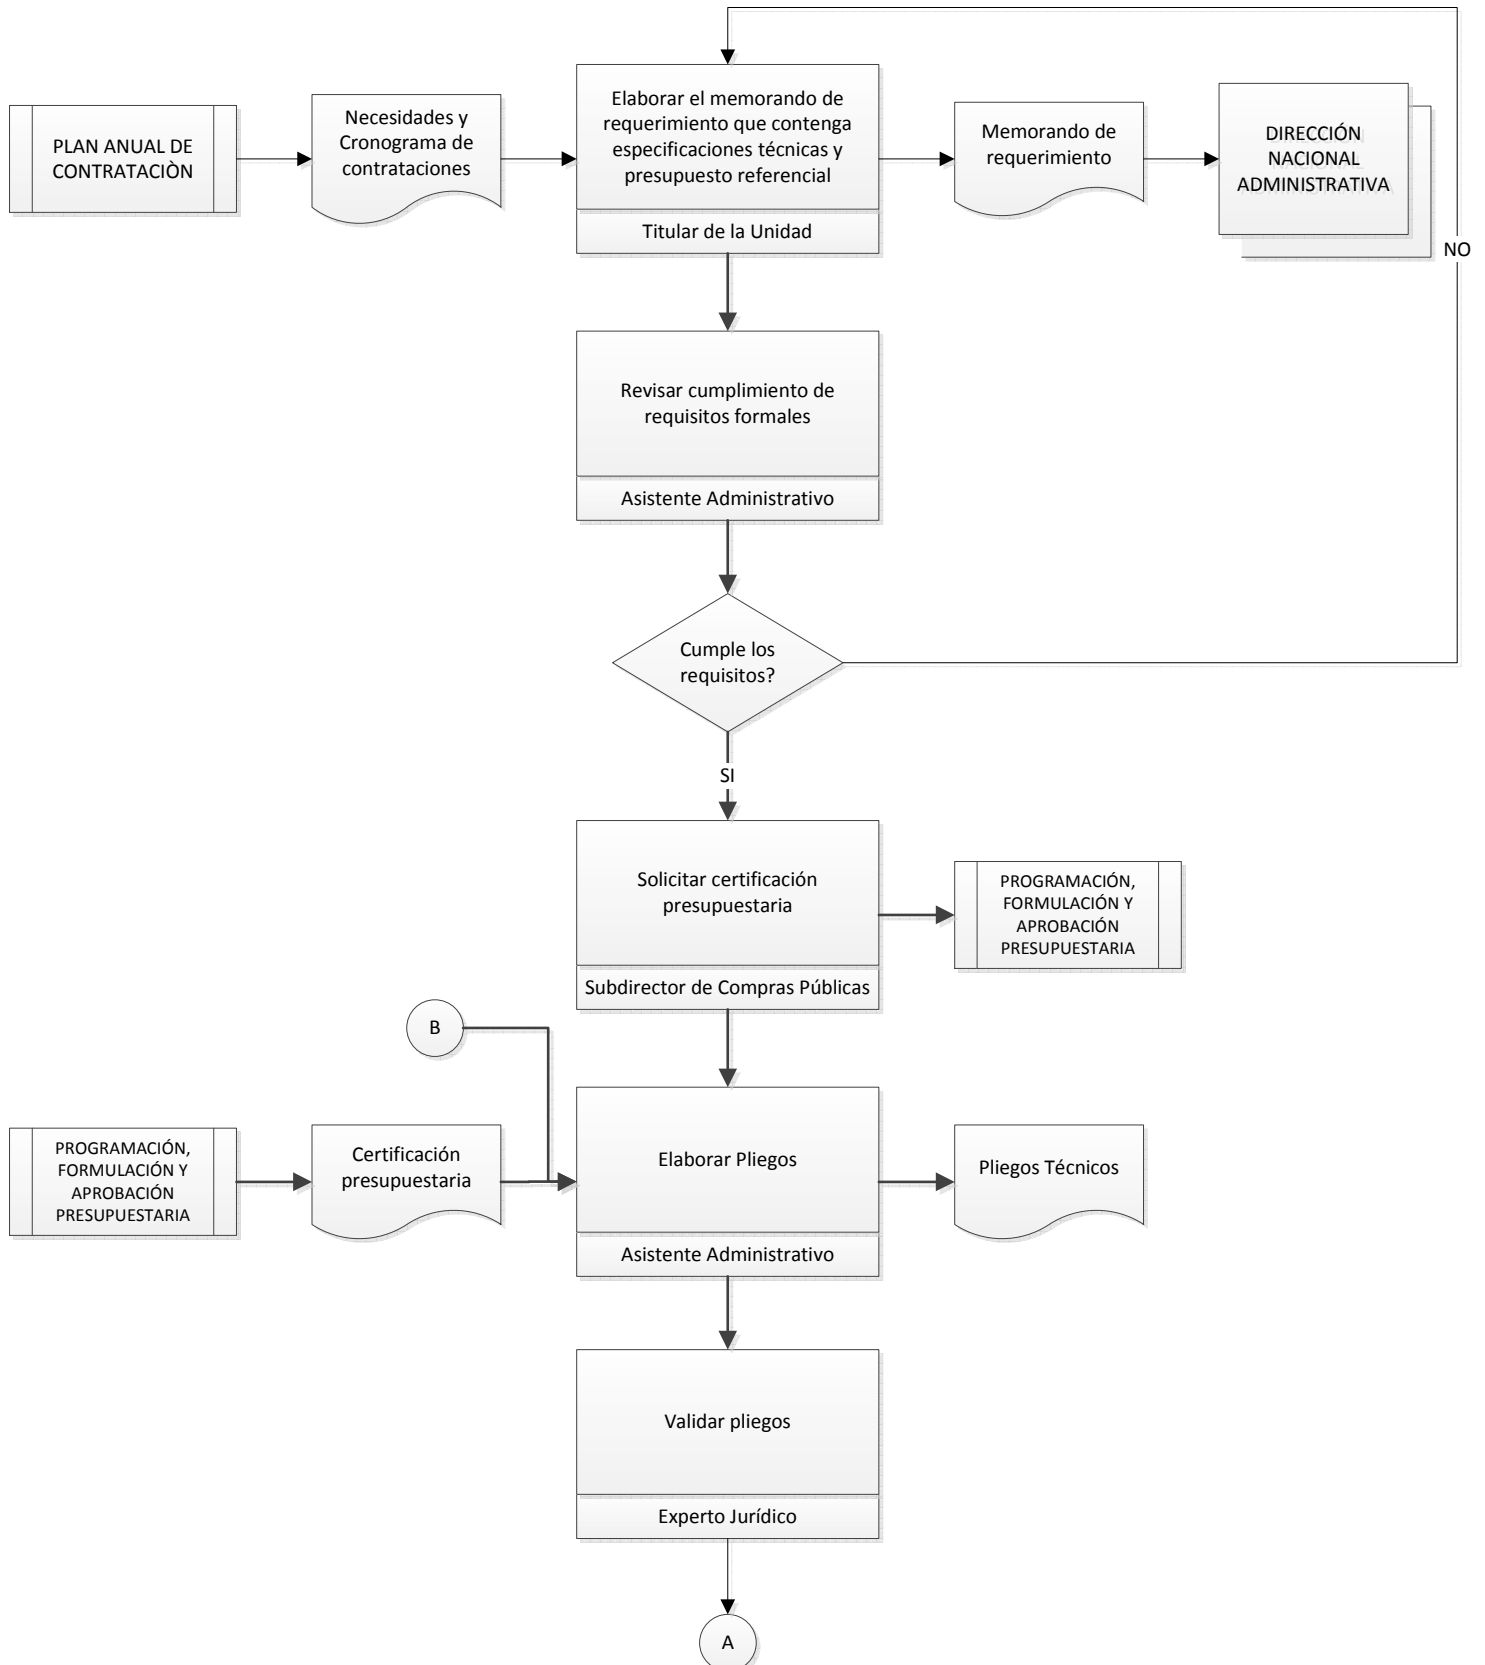 PLAN ANUAL DE
CONTRATACIÒN
Necesidades y
Cronograma de
contrataciones
Elaborar el memorando de
requerimiento que contenga
especificaciones técnicas y
presupuesto referencial
Titular de la Unidad
Memorando de
requerimiento
DIRECCIÓN
NACIONAL
ADMINISTRATIVA
NO
Revisar cumplimiento de
requisitos formales
Asistente Administrativo
Cumple los
requisitos?
SI
Solicitar certificación
presupuestaria
Subdirector de Compras Públicas
PROGRAMACIÓN,
FORMULACIÓN Y
APROBACIÓN
PRESUPUESTARIA
B
PROGRAMACIÓN,
FORMULACIÓN Y
APROBACIÓN
PRESUPUESTARIA
Certificación
presupuestaria
Elaborar Pliegos
Asistente Administrativo
Pliegos Técnicos
Validar pliegos
Experto Jurídico
A